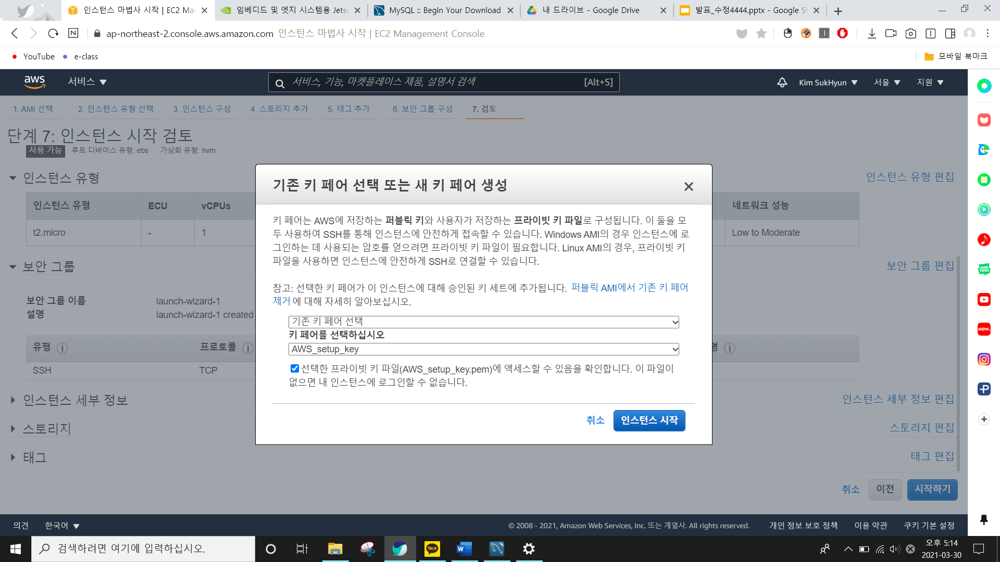 인스턴스 마법사 시작 | EC2 Mar
임베디드 및 엣지 시스템용 Jetso
MySQL :: Begin Your Download
내 드라이브 - Google Drive
발표_수정4444.pptx - Google Sl
ap-northeast-2.console.aws.amazon.com 인스턴스 마법사 시작 | EC2 Management Console
YouTube e-class
모바일 북마크
aws 서비스
서비스, 기능, 마켓플레이스 제품, 설명서 검색 [Alt+S]
Kim SukHyun 서울 지원
1. AMI 선택 2. 인스턴스 유형 선택 3. 인스턴스 구성 4. 스토리지 추가 5. 태그 추가 6. 보안 그룹 구성 7. 검토
단계 7: 인스턴스 시작 검토
사용 가능 루트 디바이스 유형: ebs 가상화 유형: hvm
인스턴스 유형 인스턴스 유형 편집
인스턴스 유형 ECU vCPUs 네트워크 성능
t2.micro - 1 Low to Moderate
보안 그룹 보안 그룹 편집
보안 그룹 이름 launch-wizard-1
설명 launch-wizard-1 created
유형 프로토콜 명
SSH TCP
인스턴스 세부 정보 인스턴스 세부 정보 편집
스토리지 스토리지 편집
태그 태그 편집
기존 키 페어 선택 또는 새 키 페어 생성
키 페어는 AWS에 저장하는 퍼블릭 키와 사용자가 저장하는 프라이빗 키 파일로 구성됩니다. 이 둘을 모
두 사용하여 SSH를 통해 인스턴스에 안전하게 접속할 수 있습니다. Windows AMI의 경우 인스턴스에 로
그인하는 데 사용되는 암호를 얻으려면 프라이빗 키 파일이 필요합니다. Linux AMI의 경우, 프라이빗 키
파일을 사용하면 인스턴스에 안전하게 SSH로 연결할 수 있습니다.
참고: 선택한 키 페어가 이 인스턴스에 대해 승인된 키 세트에 추가됩니다. 퍼블릭 AMI에서 기존 키 페어
제거 에 대해 자세히 알아보십시오.
기존 키 페어 선택
키 페어를 선택하십시오
AWS_setup_key
선택한 프라이빗 키 파일(AWS_setup_key.pem)에 액세스할 수 있음을 확인합니다. 이 파일이
없으면 내 인스턴스에 로그인할 수 없습니다.
취소 인스턴스 시작
취소 이전 시작하기
의견 한국어
© 2008 - 2021, Amazon Web Services, Inc. 또는 계열사. All rights reserved. 개인 정보 보호 정책 이용 약관 쿠키 기본 설정
WEB
TOON
NOW.
검색하려면 여기에 입력하십시오.
TALK
오후 5:14
2021-03-30